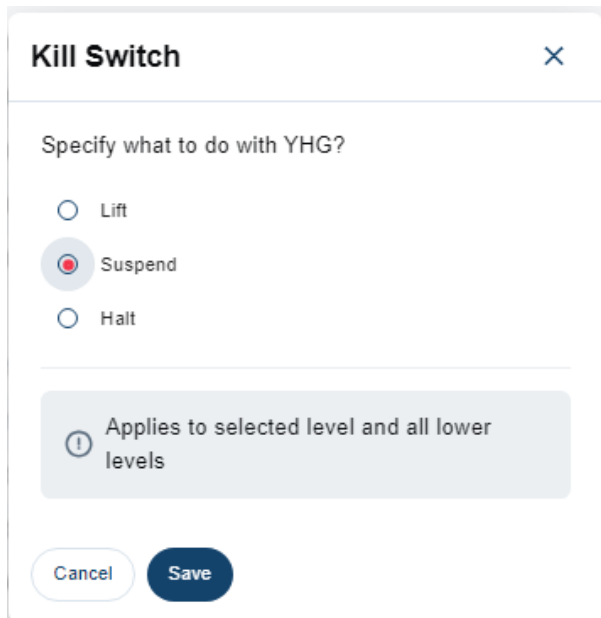 Kill Switch
Specify what to do with YHG?
Lift
Suspend
Halt
Applies to selected level and all lower
levels
Cancel Save